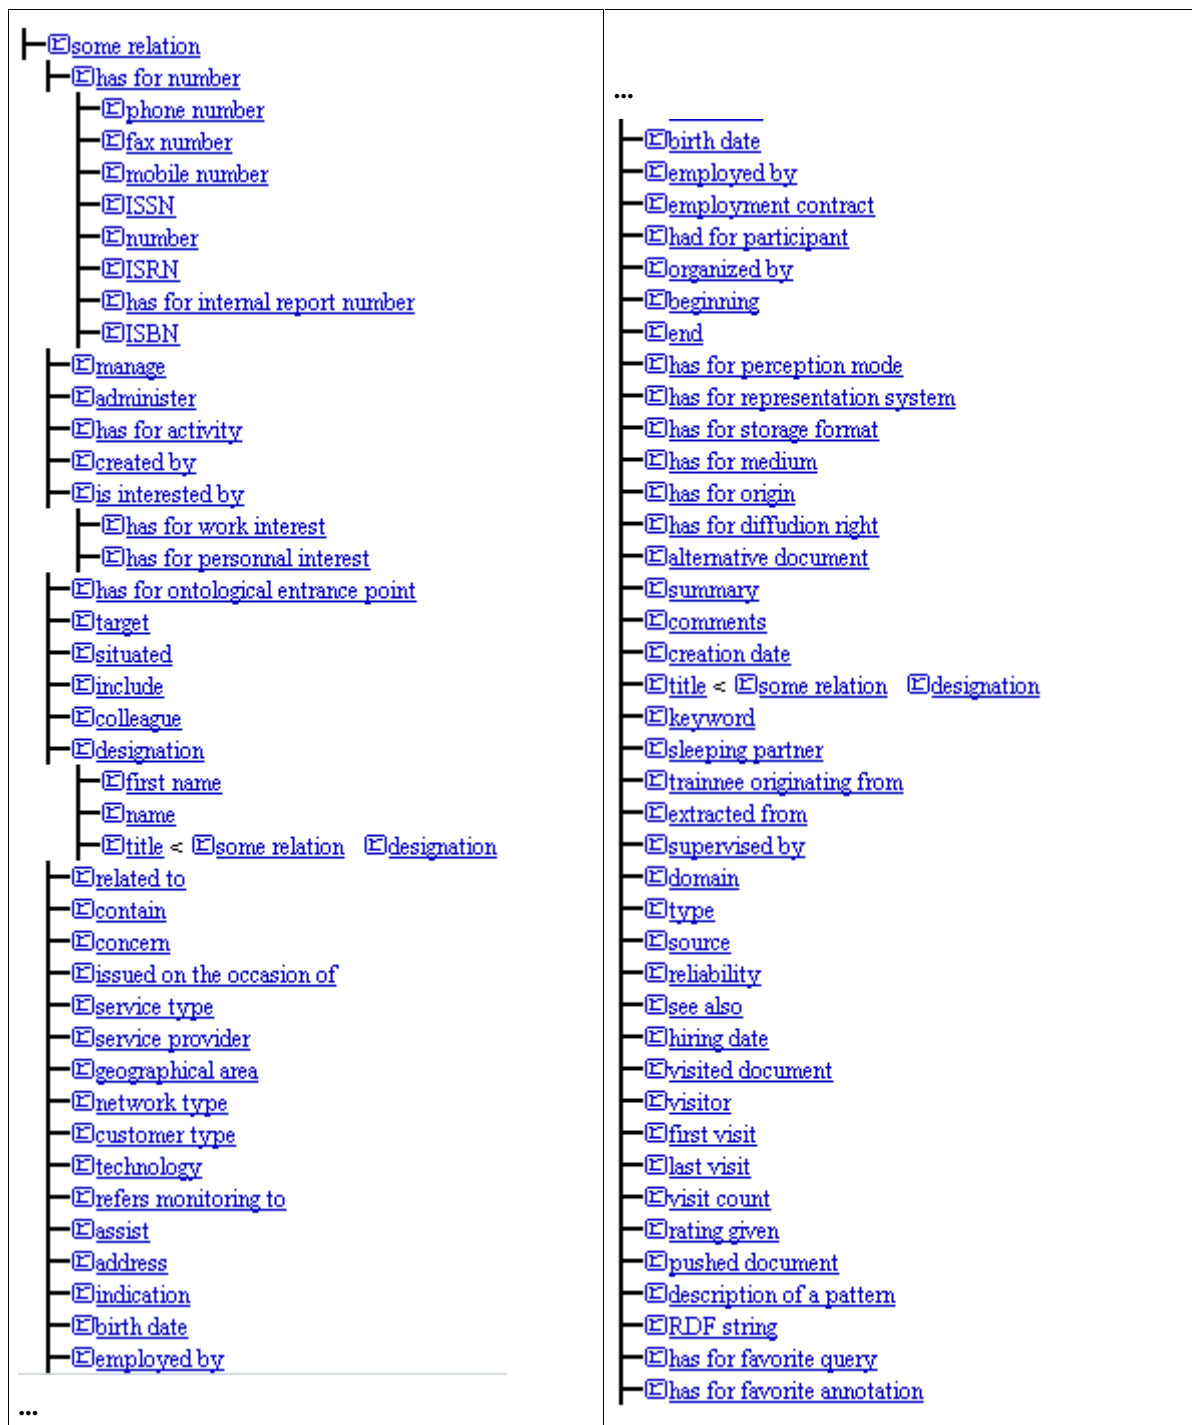 some relation
has for number
phone number
fax number
mobile number
ISSN
number
ISRN
has for internal report number
ISBN
manage
administer
has for activity
created by
is interested by
has for work interest
has for personnal interest
has for ontological entrance point
target
situated
include
colleague
designation
first name
name
title < some relation designation
related to
contain
concern
issued on the occasion of
service type
service provider
geographical area
network type
customer type
technology
refers monitoring to
assist
address
indication
birth date
employed by
...
...
birth date
employed by
employment contract
had for participant
organized by
beginning
end
has for perception mode
has for representation system
has for storage format
has for medium
has for origin
has for diffudion right
alternative document
summary
comments
creation date
title < some relation designation
keyword
sleeping partner
trainnee originating from
extracted from
supervised by
domain
type
source
reliability
see also
hiring date
visited document
visitor
first visit
last visit
visit count
rating given
pushed document
description of a pattern
RDF string
has for favorite query
has for favorite annotation